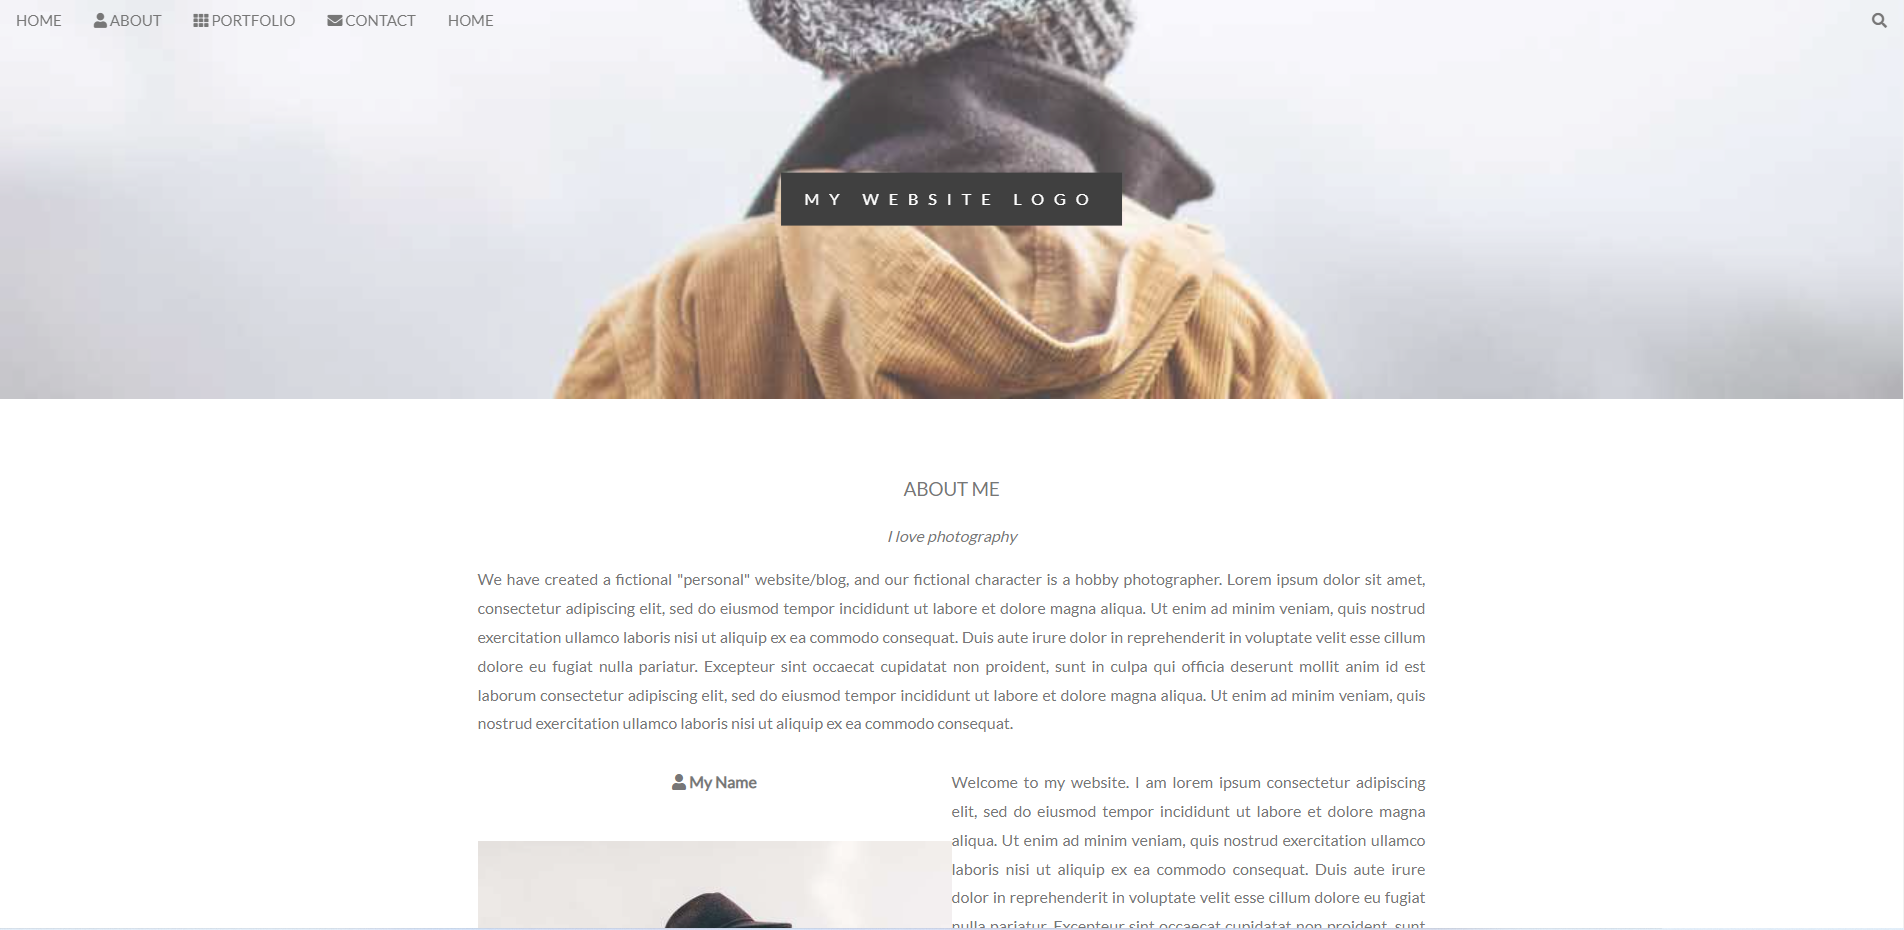 HOME ABOUT PORTFOLIO CONTACT HOME
MY WEBSITE LOGO
ABOUT ME
I love photography
We have created a fictional "personal" website/blog, and our fictional character is a hobby photographer. Lorem ipsum dolor sit amet,
consectetur adipiscing elit, sed do eiusmod tempor incididunt ut labore et dolore magna aliqua. Ut enim ad minim veniam, quis nostrud
exercitation ullamco laboris nisi ut aliquip ex ea commodo consequat. Duis aute irure dolor in reprehenderit in voluptate velit esse cillum
dolore eu fugiat nulla pariatur. Excepteur sint occaecat cupidatat non proident, sunt in culpa qui officia deserunt mollit anim id est
laborum consectetur adipiscing elit, sed do eiusmod tempor incididunt ut labore et dolore magna aliqua. Ut enim ad minim veniam, quis
nostrud exercitation ullamco laboris nisi ut aliquip ex ea commodo consequat.
My Name
Welcome to my website. I am lorem ipsum consectetur adipiscing
elit, sed do eiusmod tempor incididunt ut labore et dolore magna
aliqua. Ut enim ad minim veniam, quis nostrud exercitation ullamco
laboris nisi ut aliquip ex ea commodo consequat. Duis aute irure
dolor in reprehenderit in voluptate velit esse cillum dolore eu fugiat
nulla pariatur. Excepteur sint occaecat cupidatat non proident, sunt